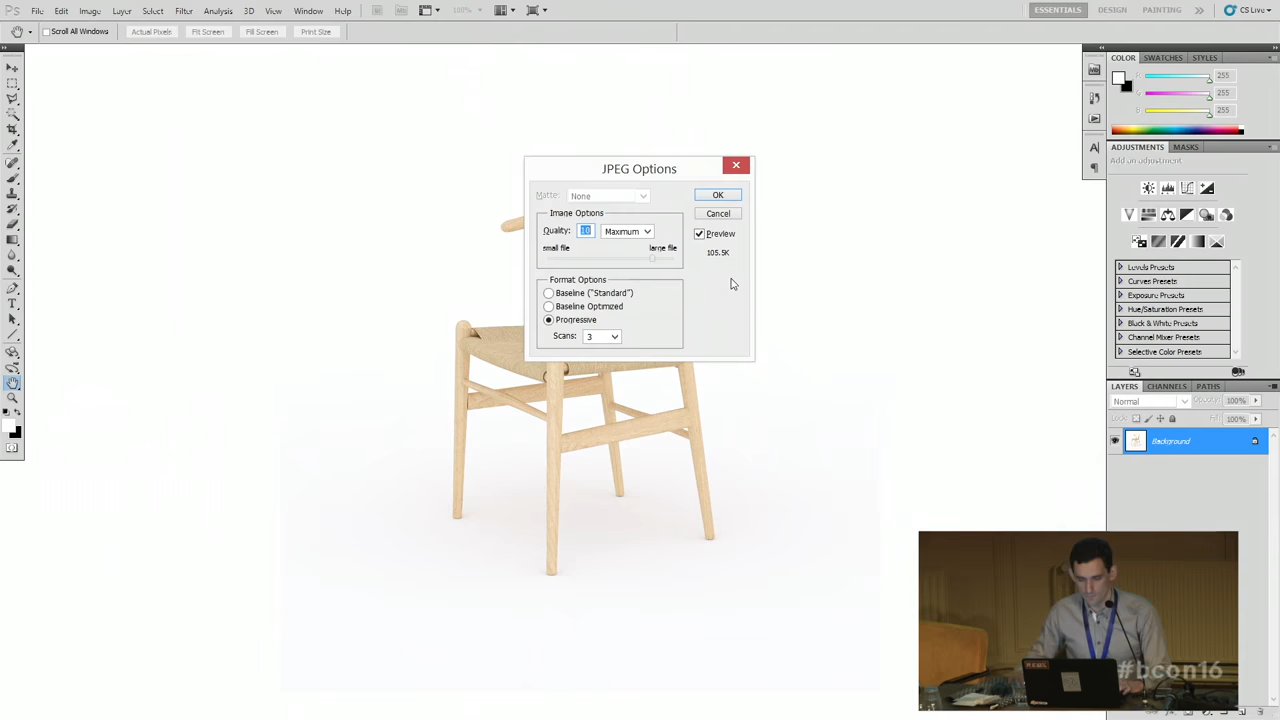 PS File Edit Image Layer Select Filter Analysis 3D View Window Help 100% ESSENTIALS DESIGN PAINTING CS Live
Scroll All Windows Actual Pixels Fit Screen Fill Screen Print Size
COLOR SWATCHES STYLES
R 255
G 255
B 255
ADJUSTMENTS MASKS
Add an adjustment
JPEG Options
Matte: None
OK
Image Options
Cancel
Quality: 10 Maximum
Preview
small file large file
105.5K
Format Options
Baseline ("Standard")
Baseline Optimized
Progressive
Scans: 3
Levels Presets
Curves Presets
Exposure Presets
Hue/Saturation Presets
Black & White Presets
Channel Mixer Presets
Selective Color Presets
LAYERS CHANNELS PATHS
Normal Opacity: 100%
Lock: Fill: 100%
Background
#bcon16